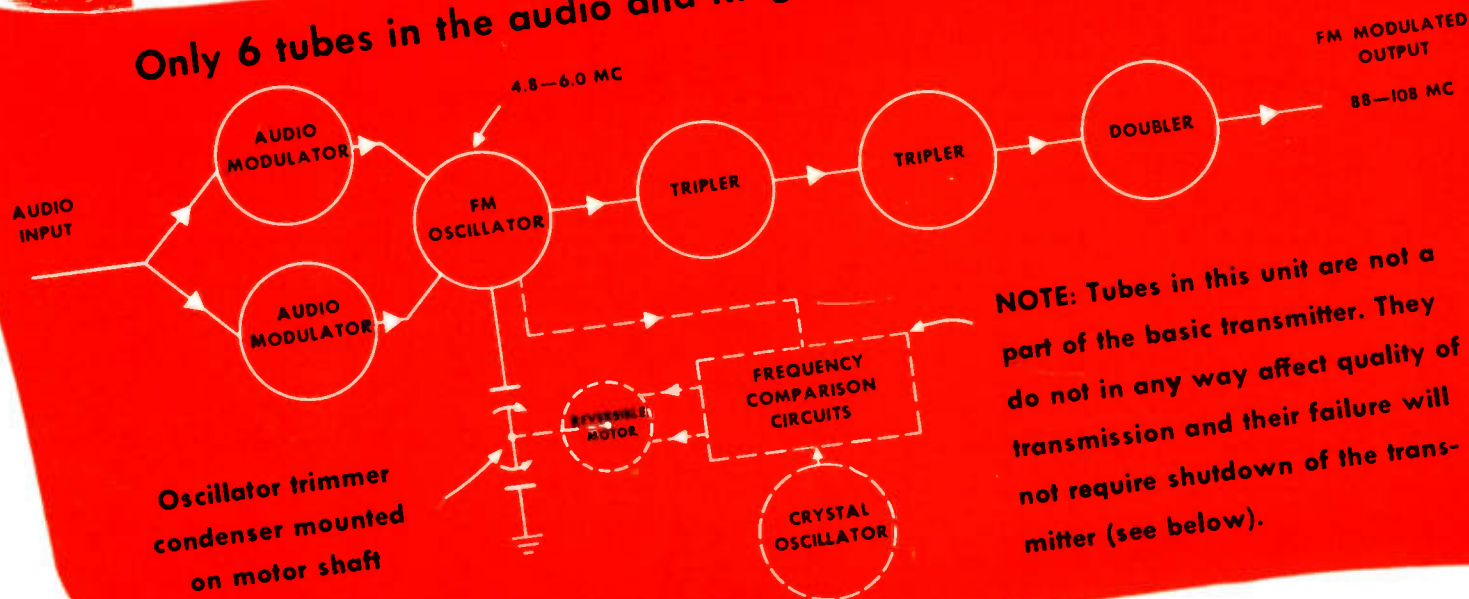 Only 6 tubes in the audio and
FM MODULATED
OUTPUT
88–108 MC
4.8–6.0 MC
AUDIO
INPUT
AUDIO
MODULATOR
AUDIO
MODULATOR
FM
OSCILLATOR
TRIPLER
TRIPLER
DOUBLER
FREQUENCY
COMPARISON
CIRCUITS
REVERSIBLE
MOTOR
CRYSTAL
OSCILLATOR
Oscillator trimmer
condenser mounted
on motor shaft
NOTE: Tubes in this unit are not a
part of the basic transmitter. They
do not in any way affect quality of
transmission and their failure will
not require shutdown of the trans-
mitter (see below).